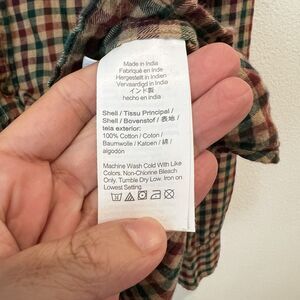 Made in India
Fabriqué en Inde
Hergestellt in Indien
Vervaardigd in India
インド製
hecho en India
Shell / Tissu Principal /
Shell / Bovenstof / 表地 /
tela exterior:
100% Cotton / Coton /
Baumwolle / Katoen / 綿 /
algodón
Machine Wash Cold With Like
Colors, Non-Chlorine Bleach
Only, Tumble Dry Low. Iron on
Lowest Setting